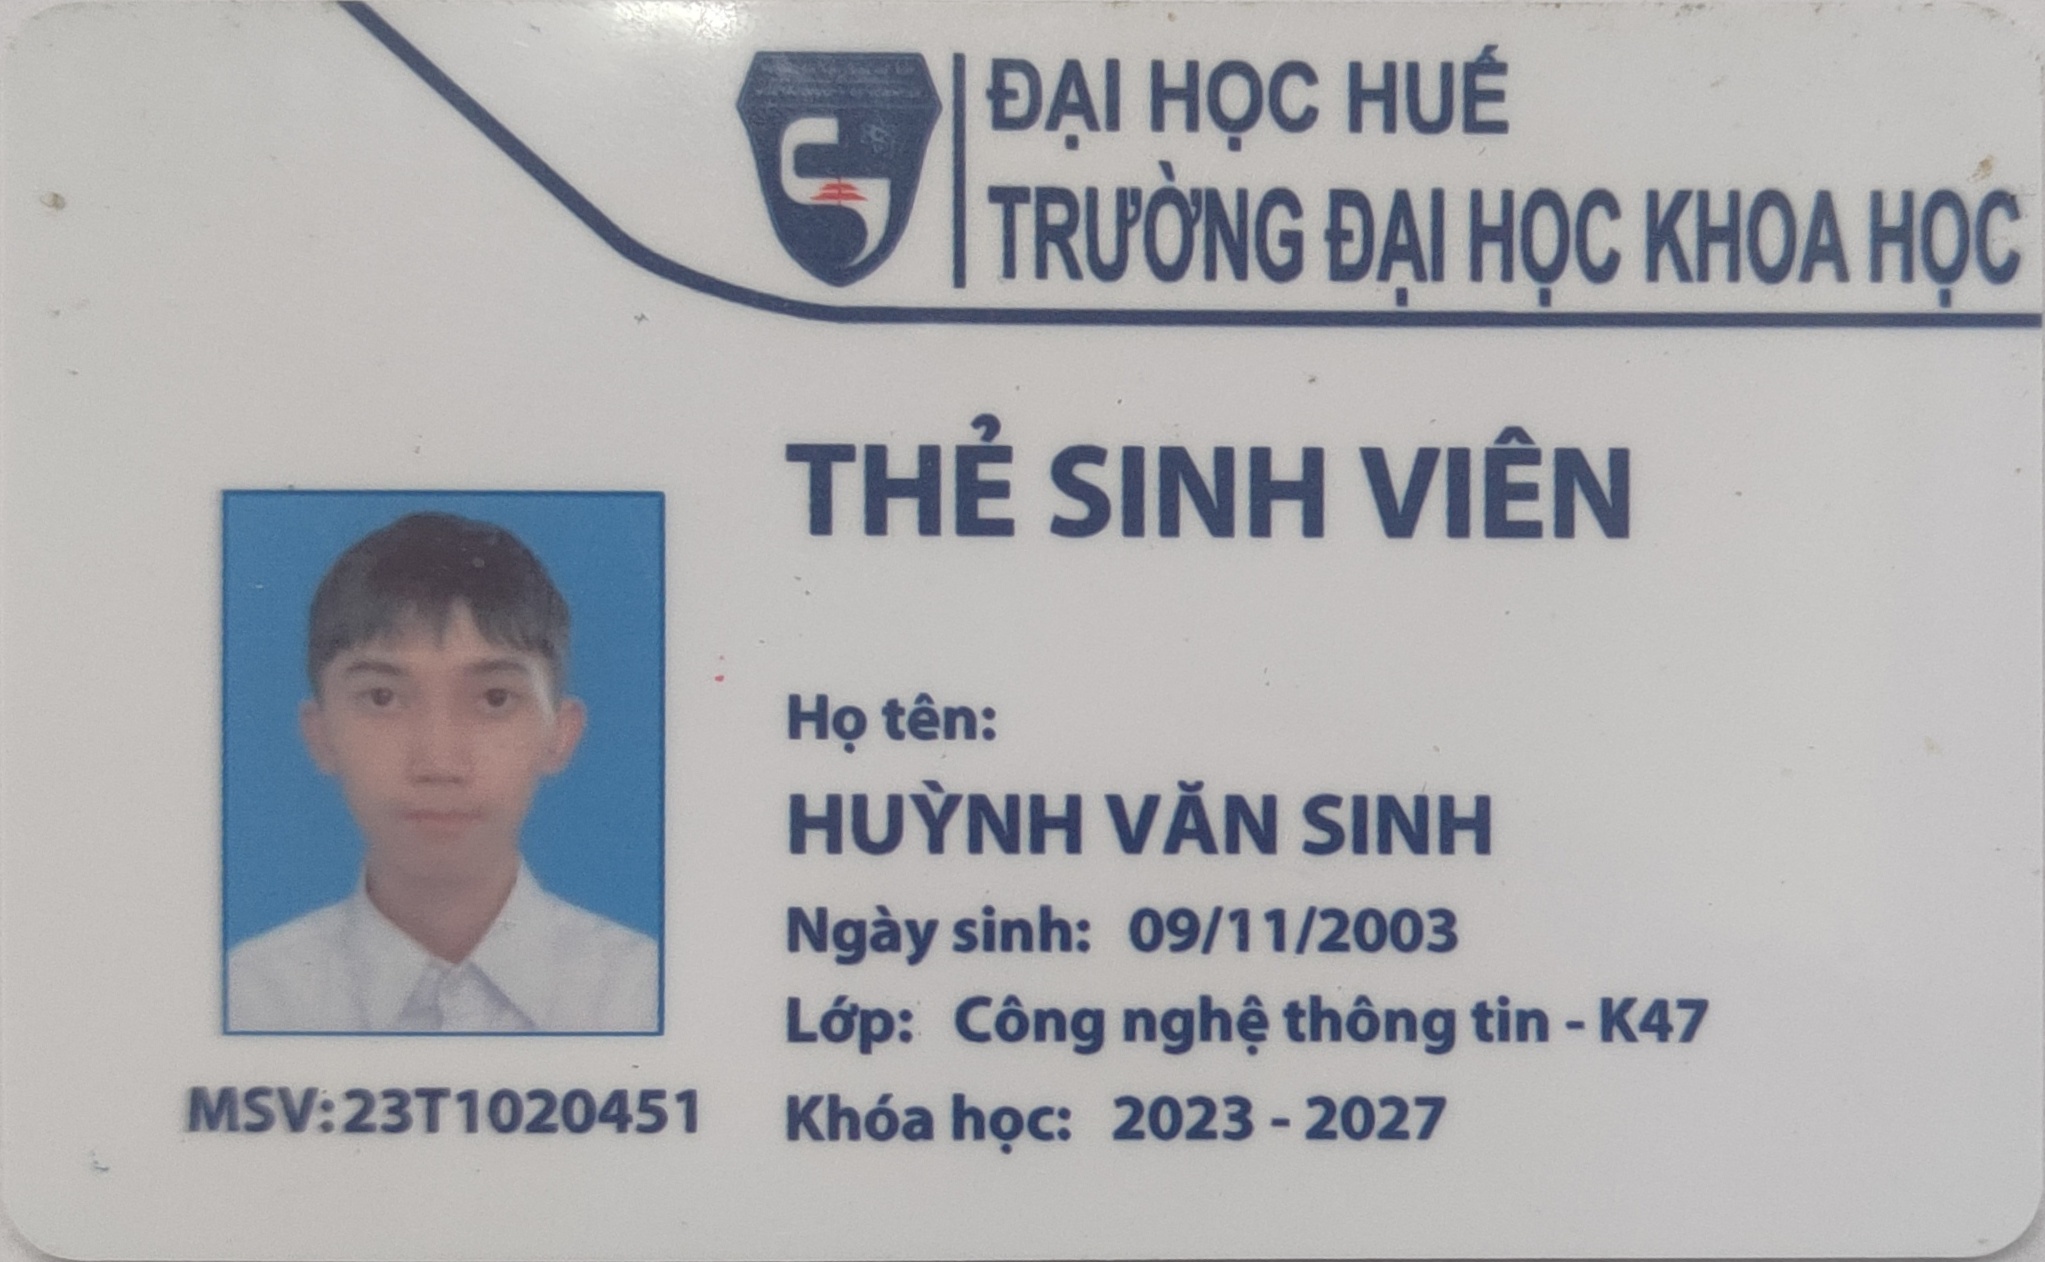 ĐẠI HỌC HUẾ
TRƯỜNG ĐẠI HỌC KHOA HỌC
THẺ SINH VIÊN
Họ tên:
HUỲNH VĂN SINH
Ngày sinh: 09/11/2003
Lớp: Công nghệ thông tin - K47
Khóa học: 2023 - 2027
MSV:23T1020451